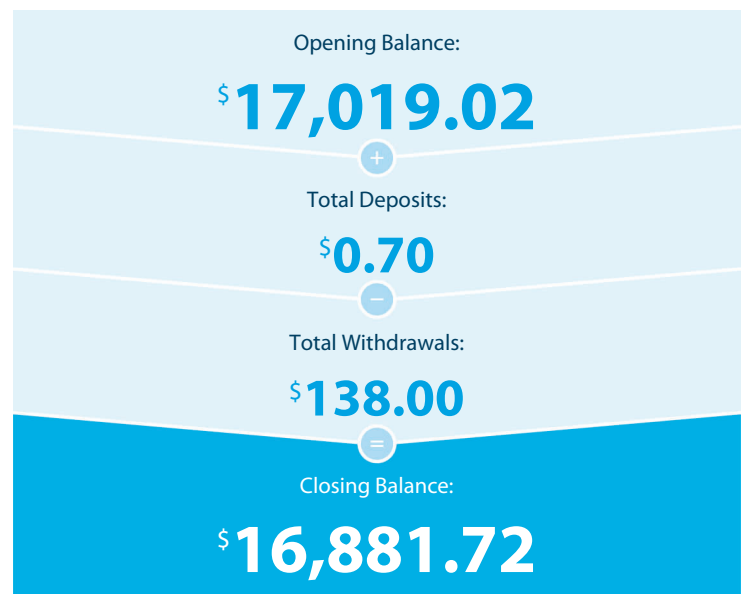 Opening Balance:
$17,019.02
+
Total Deposits:
$0.70
−
Total Withdrawals:
$138.00
=
Closing Balance:
$16,881.72